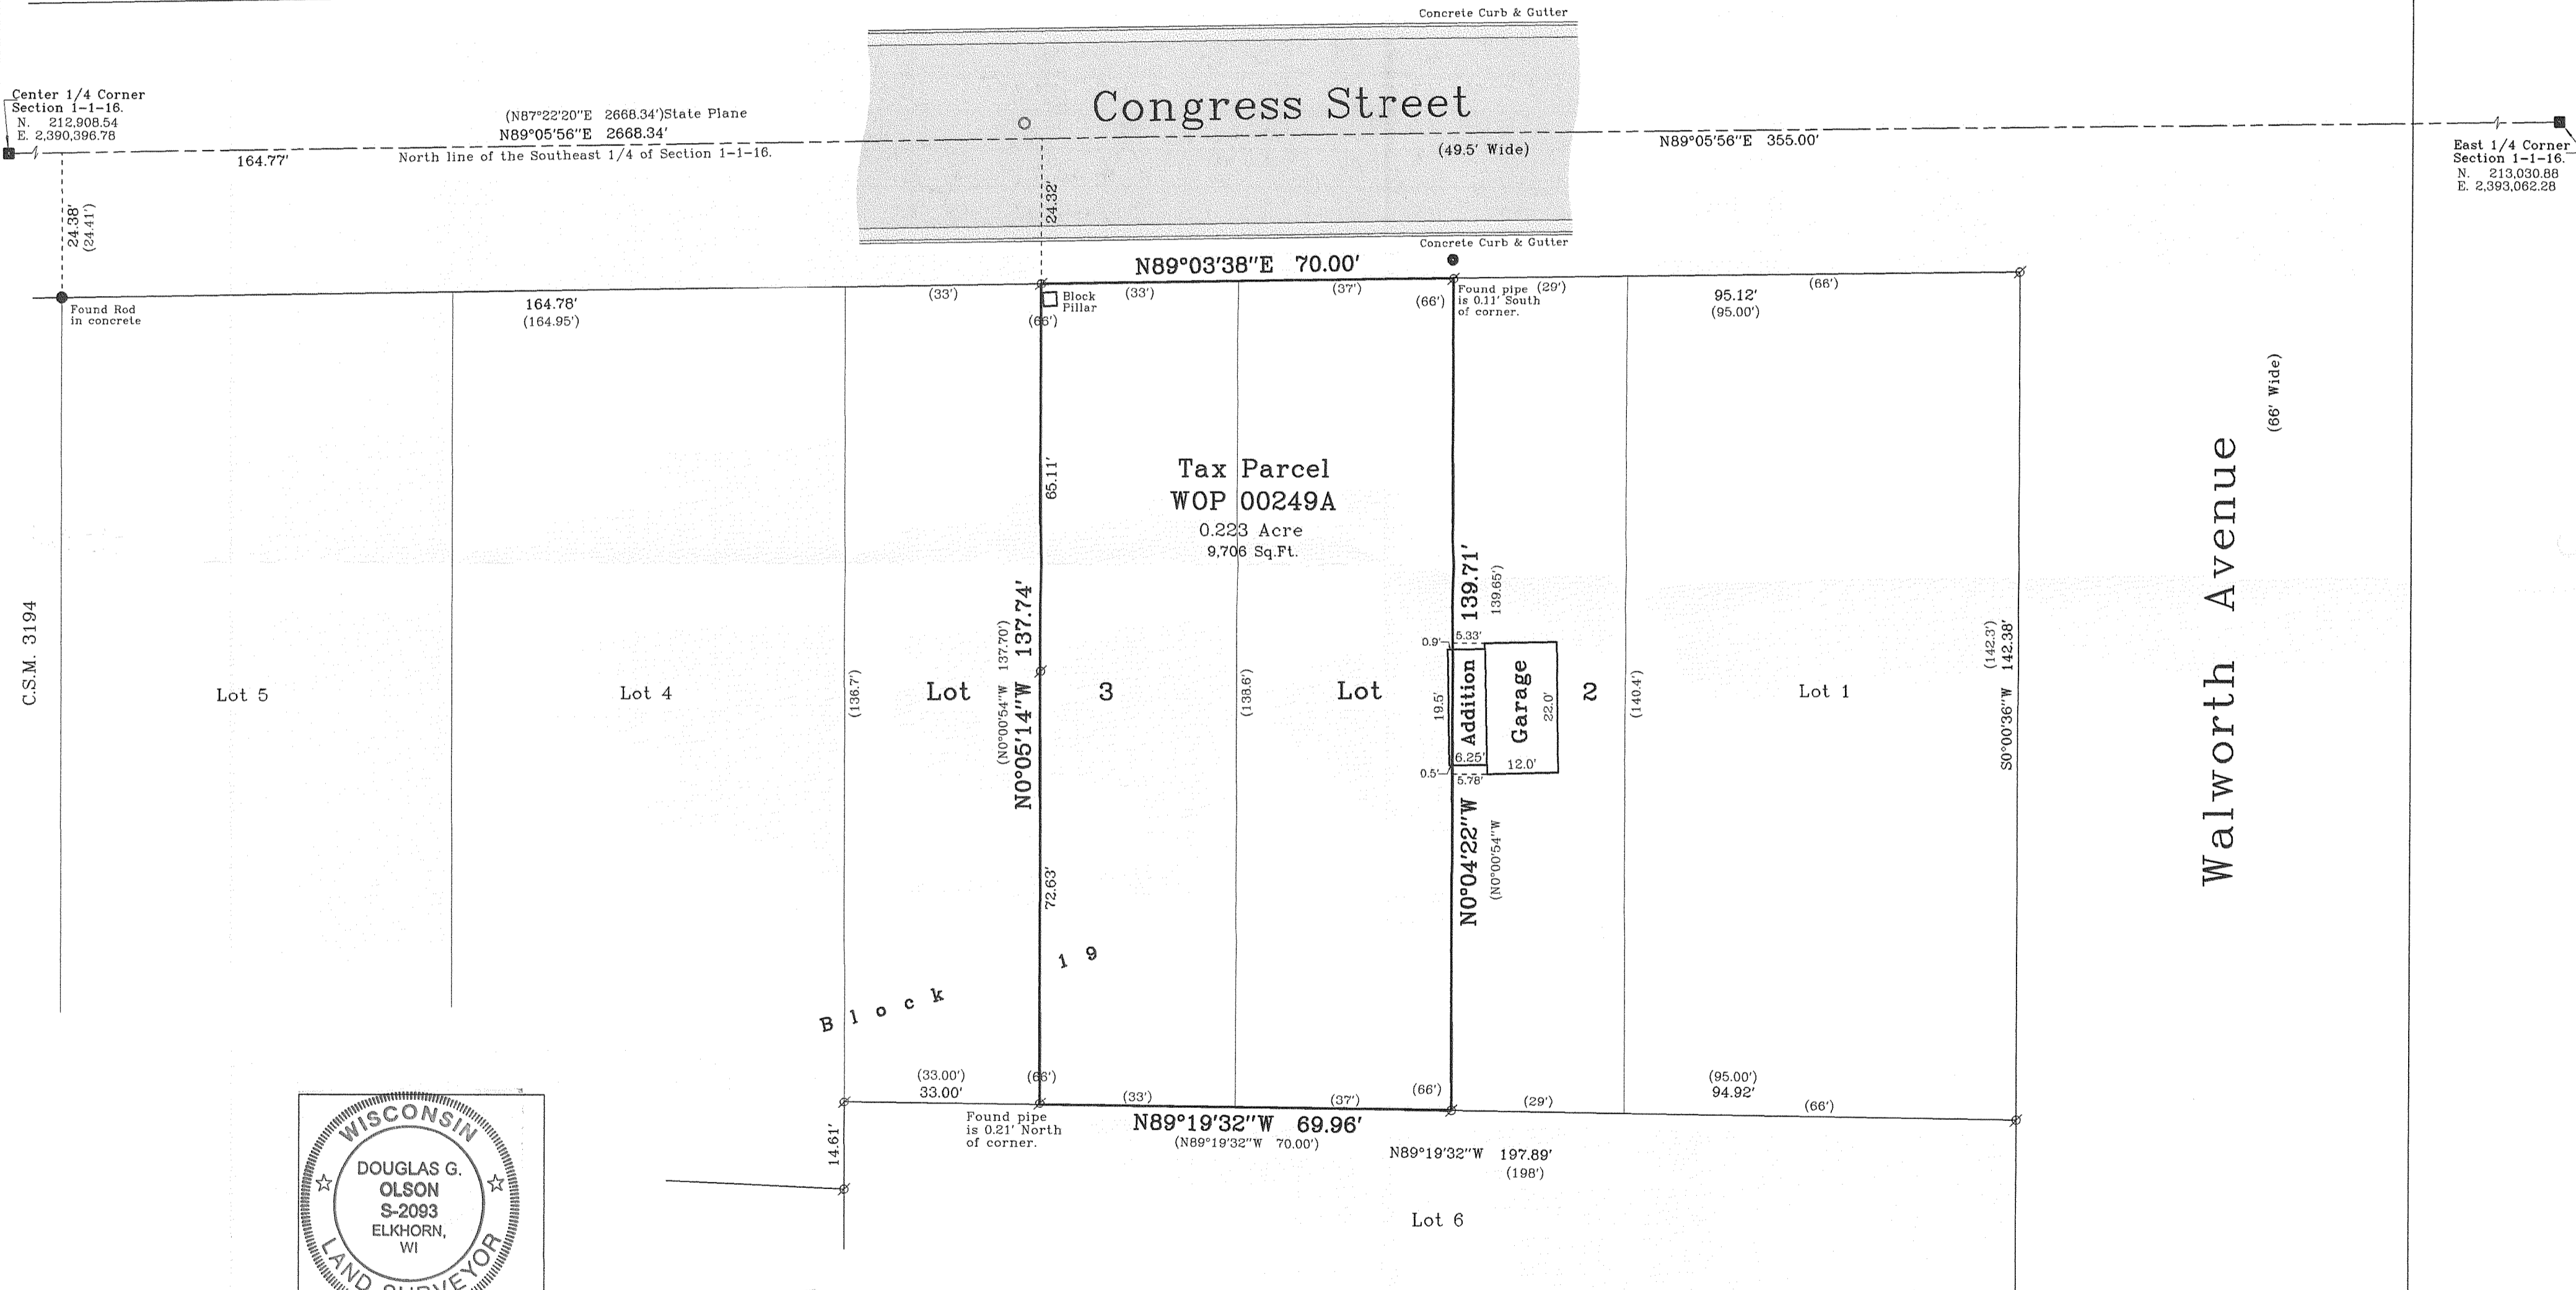 Concrete Curb & Gutter
Congress Street
(49.5' Wide)
Center 1/4 Corner
Section 1-1-16.
N. 212,908.54
E. 2,390,396.78
(N87°22'20"E 2668.34')State Plane
N89°05'56"E 2668.34'
164.77'
North line of the Southeast 1/4 of Section 1-1-16.
N89°05'56"E 355.00'
East 1/4 Corner
Section 1-1-16.
N. 213,030.88
E. 2,393,062.28
24.38'
(24.41')
24.32'
Concrete Curb & Gutter
N89°03'38"E 70.00'
Found Rod
in concrete
164.78'
(164.95')
(33')
(66')
Block
Pillar
(33')
(37')
(66')
Found pipe
is 0.11' South
of corner.
(29')
95.12'
(95.00')
(66')
(66' Wide)
Walworth Avenue
65.11'
Tax Parcel
WOP 00249A
0.223 Acre
9,706 Sq.Ft.
139.71'
(139.65')
C.S.M. 3194
Lot 5
Lot 4
(136.7')
Lot 3
(N0°00'54"W 137.70')
N0°05'14"W 137.74'
(138.6')
Lot 2
0.9'
5.33'
19.5'
Addition
Garage
22.0'
6.25'
12.0'
0.5'
5.78'
N0°04'22"W
(N0°00'54"W
(140.4')
Lot 1
(142.3')
S0°00'36"W 142.38'
72.63'
Block 19
(33.00')
33.00'
(66')
(33')
(37')
(66')
(29')
(95.00')
94.92'
(66')
Found pipe
is 0.21' North
of corner.
N89°19'32"W 69.96'
(N89°19'32"W 70.00')
N89°19'32"W 197.89'
(198')
14.61'
Lot 6
WISCONSIN
DOUGLAS G.
OLSON
S-2093
ELKHORN,
WI
LAND SURVEYOR